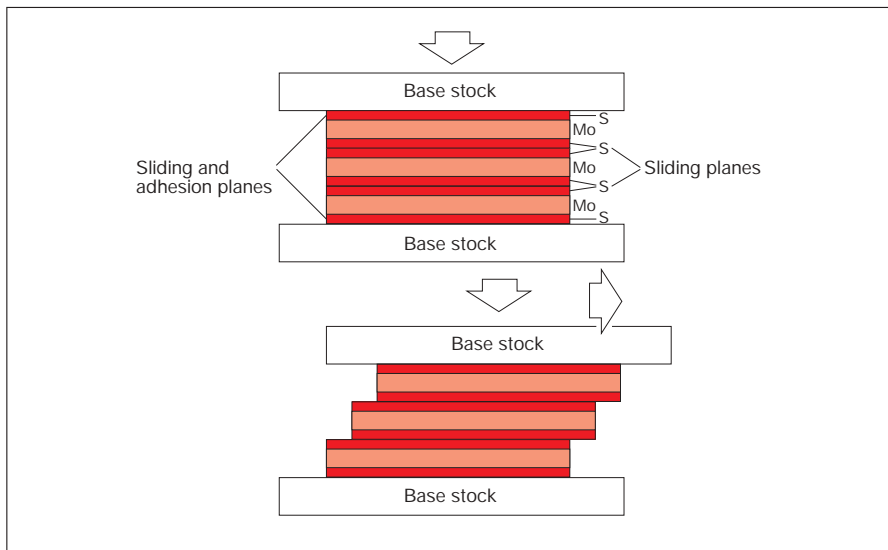 Base stock
S
Mo
S
Sliding and
adhesion planes
Mo
Sliding planes
S
Mo
S
Base stock
Base stock
Base stock